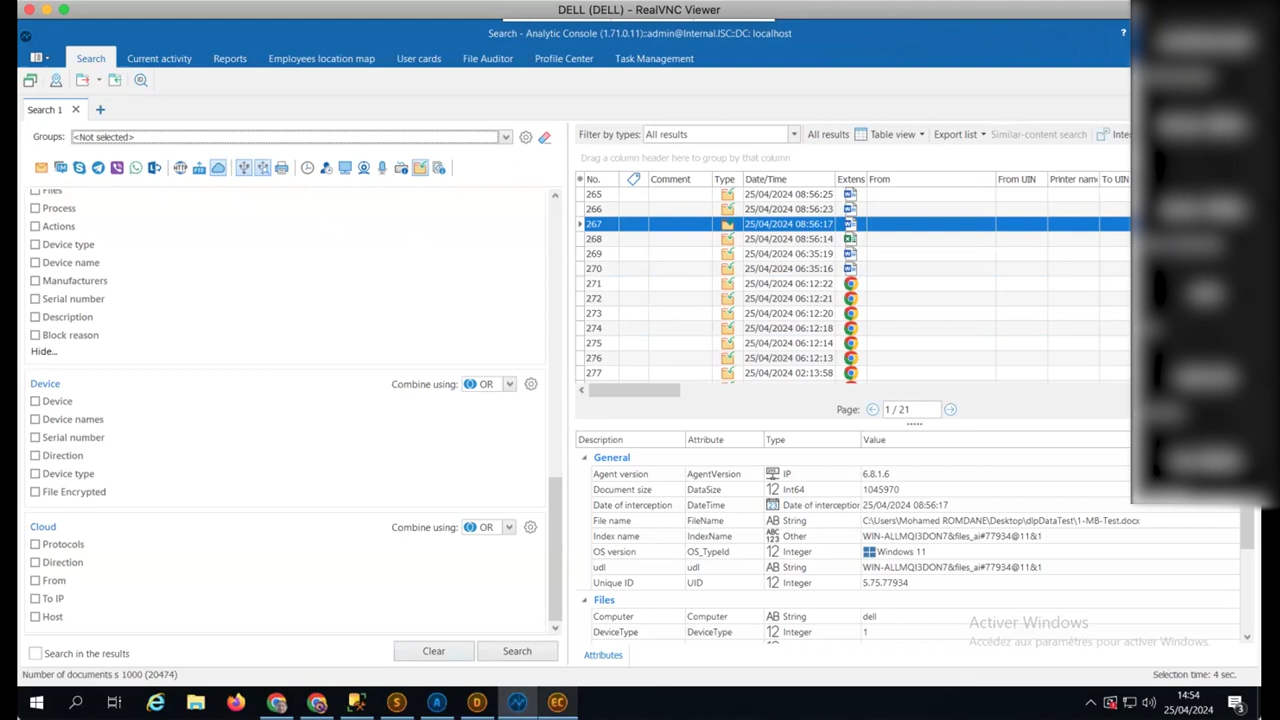 DELL (DELL) - RealVNC Viewer
Search - Analytic Console (1.71.0.11)::admin@Internal.ISC::DC: localhost
?
Search Current activity Reports Employees location map User cards File Auditor Profile Center Task Management
Search 1
Groups: <Not selected>
Filter by types: All results All results Table view Export list Similar-content search Inter
Drag a column header here to group by that column
HTTP FTP
No. Comment Type Date/Time Extens From From UIN Printer name To UIN
265 25/04/2024 08:56:25
266 25/04/2024 08:56:23
267 25/04/2024 08:56:17
268 25/04/2024 08:56:14
269 25/04/2024 06:35:19
270 25/04/2024 06:35:16
271 25/04/2024 06:12:22
272 25/04/2024 06:12:21
273 25/04/2024 06:12:20
274 25/04/2024 06:12:18
275 25/04/2024 06:12:14
276 25/04/2024 06:12:13
277 25/04/2024 02:13:58
Files
Process
Actions
Device type
Device name
Manufacturers
Serial number
Description
Block reason
Hide...
Device Combine using: OR
Device
Device names
Serial number
Direction
Device type
File Encrypted
Cloud Combine using: OR
Protocols
Direction
From
To IP
Host
Search in the results Clear Search
Page: 1 / 21
Description Attribute Type Value
General
Agent version AgentVersion IP 6.8.1.6
Document size DataSize 12 Int64 1045970
Date of interception DateTime 23 Date of interception 25/04/2024 08:56:17
File name FileName AB String C:\Users\Mohamed ROMDANE\Desktop\dlpDataTest\1-MB-Test.docx
Index name IndexName ABC 123 Other WIN-ALLMQI3DON7&files_ai#77934@11&1
OS version OS_TypeId 12 Integer Windows 11
udl udl AB String WIN-ALLMQI3DON7&files_ai#77934@11&1
Unique ID UID 12 Integer 5.75.77934
Files
Computer Computer AB String dell
DeviceType DeviceType 12 Integer 1
Activer Windows
Accédez aux paramètres pour activer Windows.
Attributes
Number of documents s 1000 (20474) Selection time: 4 sec.
S A D EC
14:54
25/04/2024
3